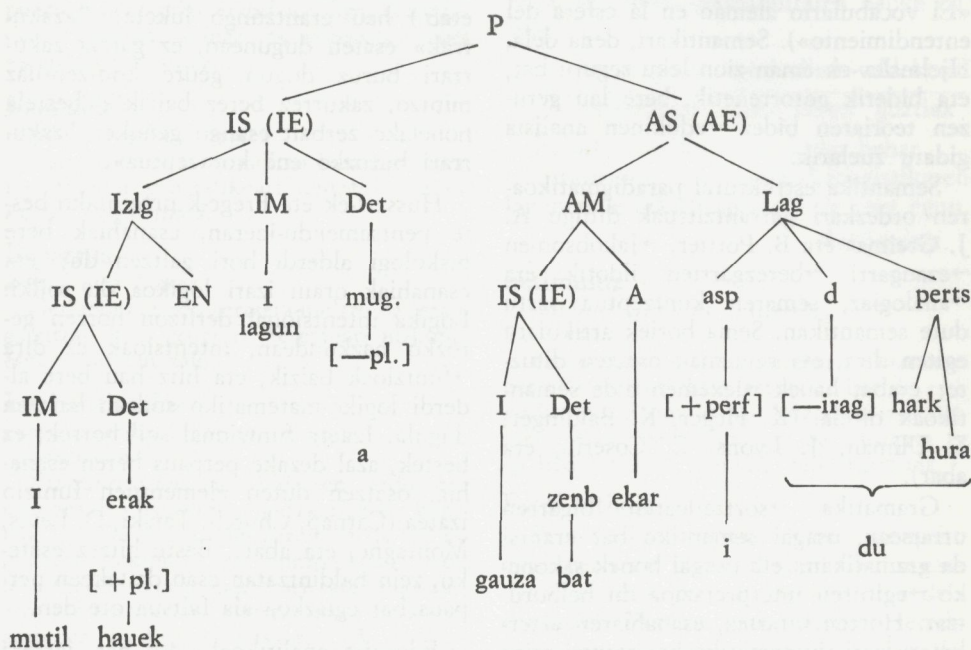 P
IS (IE) AS (AE)
Izlg IM Det AM Lag
IS (IE) EN lagun mug. IS (IE) A asp d perts
[—pl.]
IM Det I Det [+perf] [—irag] hark
a hura
I erak zenb ekar
[+pl.] i du
gauza bat
mutil hauek